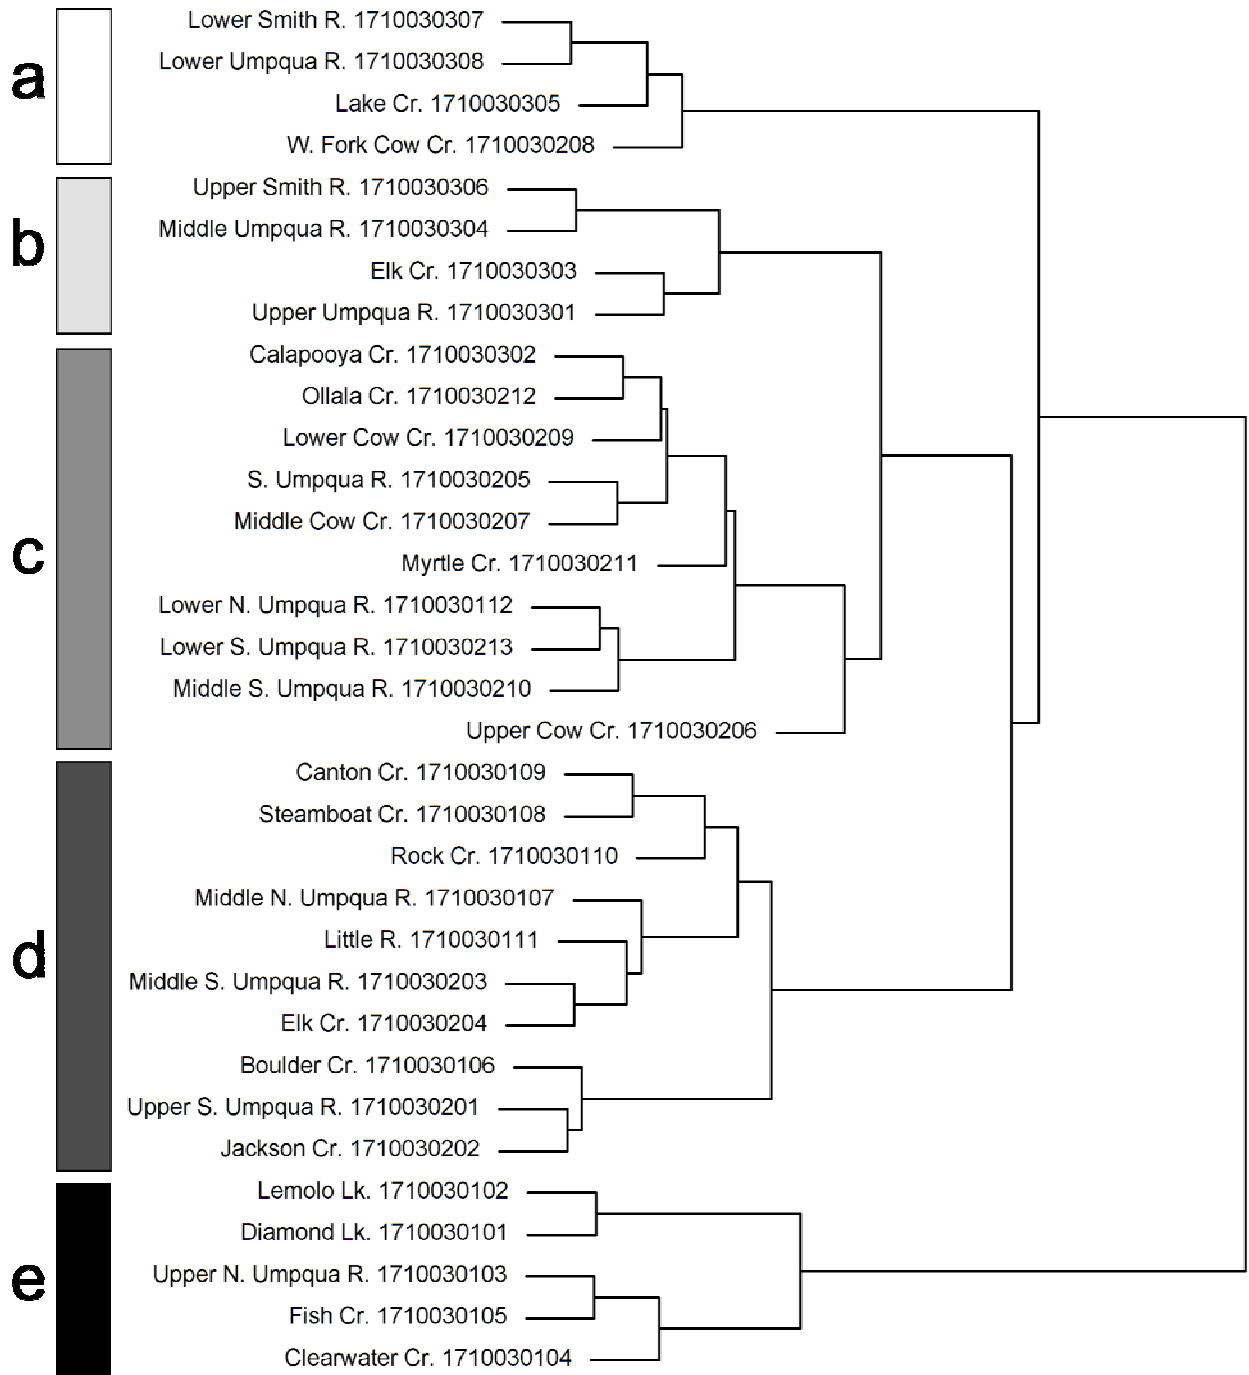 a
Lower Smith R. 1710030307
Lower Umpqua R. 1710030308
Lake Cr. 1710030305
W. Fork Cow Cr. 1710030208
b
Upper Smith R. 1710030306
Middle Umpqua R. 1710030304
Elk Cr. 1710030303
Upper Umpqua R. 1710030301
c
Calapooya Cr. 1710030302
Ollala Cr. 1710030212
Lower Cow Cr. 1710030209
S. Umpqua R. 1710030205
Middle Cow Cr. 1710030207
Myrtle Cr. 1710030211
Lower N. Umpqua R. 1710030112
Lower S. Umpqua R. 1710030213
Middle S. Umpqua R. 1710030210
Upper Cow Cr. 1710030206
d
Canton Cr. 1710030109
Steamboat Cr. 1710030108
Rock Cr. 1710030110
Middle N. Umpqua R. 1710030107
Little R. 1710030111
Middle S. Umpqua R. 1710030203
Elk Cr. 1710030204
Boulder Cr. 1710030106
Upper S. Umpqua R. 1710030201
Jackson Cr. 1710030202
e
Lemolo Lk. 1710030102
Diamond Lk. 1710030101
Upper N. Umpqua R. 1710030103
Fish Cr. 1710030105
Clearwater Cr. 1710030104